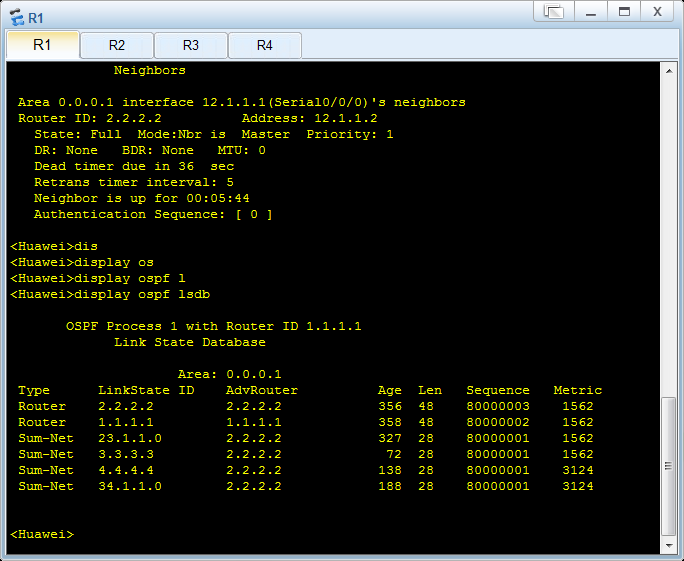 R1
R1 R2 R3 R4
Neighbors
Area 0.0.0.1 interface 12.1.1.1(Serial0/0/0)'s neighbors
Router ID: 2.2.2.2          Address: 12.1.1.2
State: Full  Mode:Nbr is  Master  Priority: 1
DR: None   BDR: None   MTU: 0
Dead timer due in 36  sec
Retrans timer interval: 5
Neighbor is up for 00:05:44
Authentication Sequence: [ 0 ]
<Huawei>dis
<Huawei>display os
<Huawei>display ospf l
<Huawei>display ospf lsdb
OSPF Process 1 with Router ID 1.1.1.1
Link State Database
Area: 0.0.0.1
Type      LinkState ID    AdvRouter          Age  Len   Sequence   Metric
Router    2.2.2.2         2.2.2.2            356  48    80000003    1562
Router    1.1.1.1         1.1.1.1            358  48    80000002    1562
Sum-Net   23.1.1.0        2.2.2.2            327  28    80000001    1562
Sum-Net   3.3.3.3         2.2.2.2             72  28    80000001    1562
Sum-Net   4.4.4.4         2.2.2.2            138  28    80000001    3124
Sum-Net   34.1.1.0        2.2.2.2            188  28    80000001    3124
<Huawei>